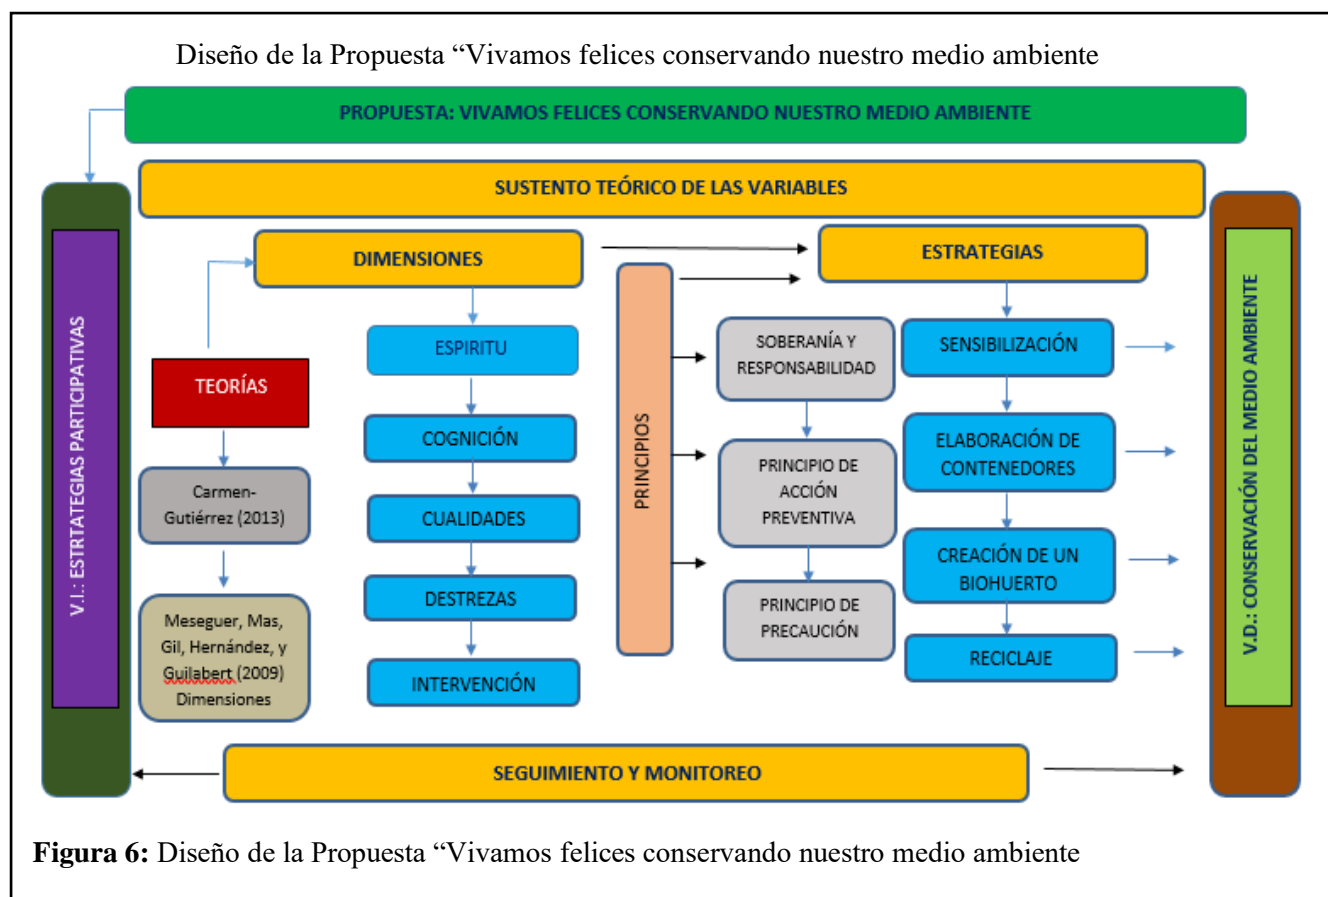 Diseño de la Propuesta “Vivamos felices conservando nuestro medio ambiente
PROPUESTA: VIVAMOS FELICES CONSERVANDO NUESTRO MEDIO AMBIENTE
SUSTENTO TEÓRICO DE LAS VARIABLES
V.I.: ESTRTATEGIAS PARTICIPATIVAS
TEORÍAS
Carmen-
Gutiérrez (2013)
Meseguer, Mas,
Gil, Hernández, y
Guilabert (2009)
Dimensiones
DIMENSIONES
ESPIRITU
COGNICIÓN
CUALIDADES
DESTREZAS
INTERVENCIÓN
PRINCIPIOS
SOBERANÍA Y
RESPONSABILIDAD
PRINCIPIO DE
ACCIÓN
PREVENTIVA
PRINCIPIO DE
PRECAUCIÓN
ESTRATEGIAS
SENSIBILIZACIÓN
ELABORACIÓN DE
CONTENEDORES
CREACIÓN DE UN
BIOHUERTO
RECICLAJE
V.D.: CONSERVACIÓN DEL MEDIO AMBIENTE
SEGUIMIENTO Y MONITOREO
Figura 6: Diseño de la Propuesta “Vivamos felices conservando nuestro medio ambiente